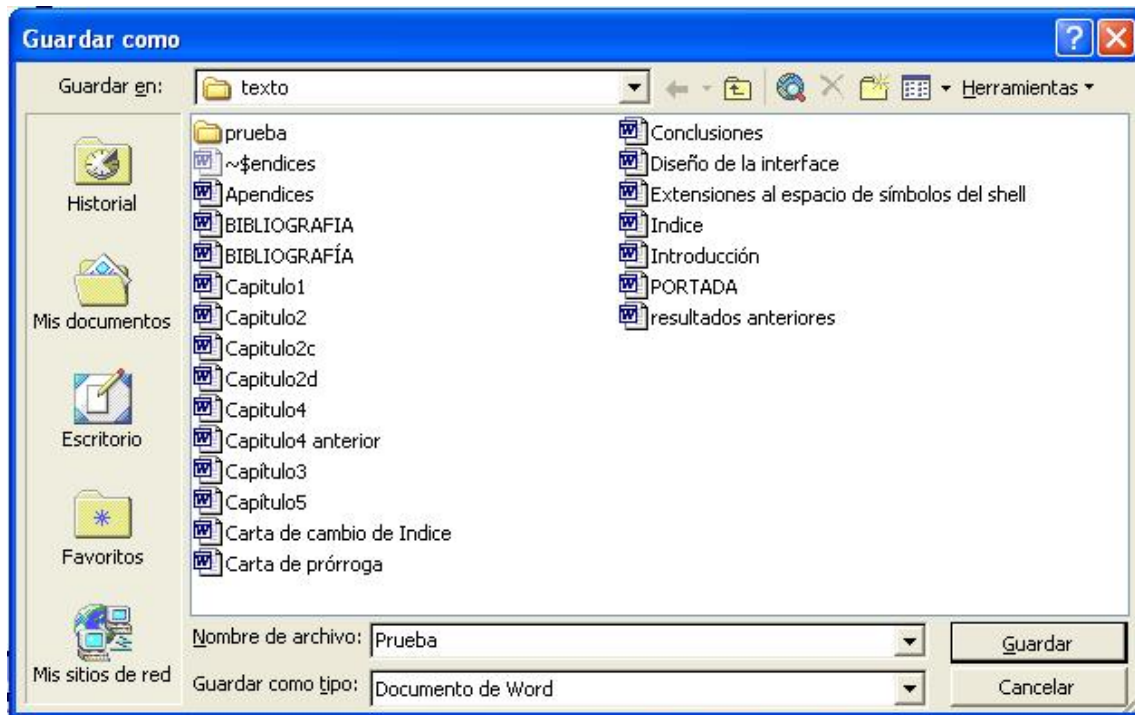 Guardar como
Guardar en:
texto
Herramientas
Historial
Mis documentos
Escritorio
Favoritos
Mis sitios de red
prueba
~$endices
Apendices
BIBLIOGRAFIA
BIBLIOGRAFÍA
Capitulo1
Capitulo2
Capitulo2c
Capitulo2d
Capitulo4
Capitulo4 anterior
Capítulo3
Capítulo5
Carta de cambio de Indice
Carta de prórroga
Conclusiones
Diseño de la interface
Extensiones al espacio de símbolos del shell
Indice
Introducción
PORTADA
resultados anteriores
Nombre de archivo: Prueba
Guardar
Guardar como tipo: Documento de Word
Cancelar